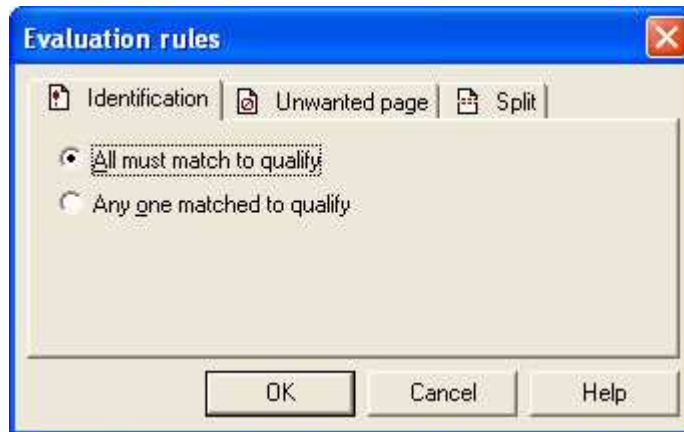 Evaluation rules
Identification Unwanted page Split
All must match to qualify
Any one matched to qualify
OK Cancel Help